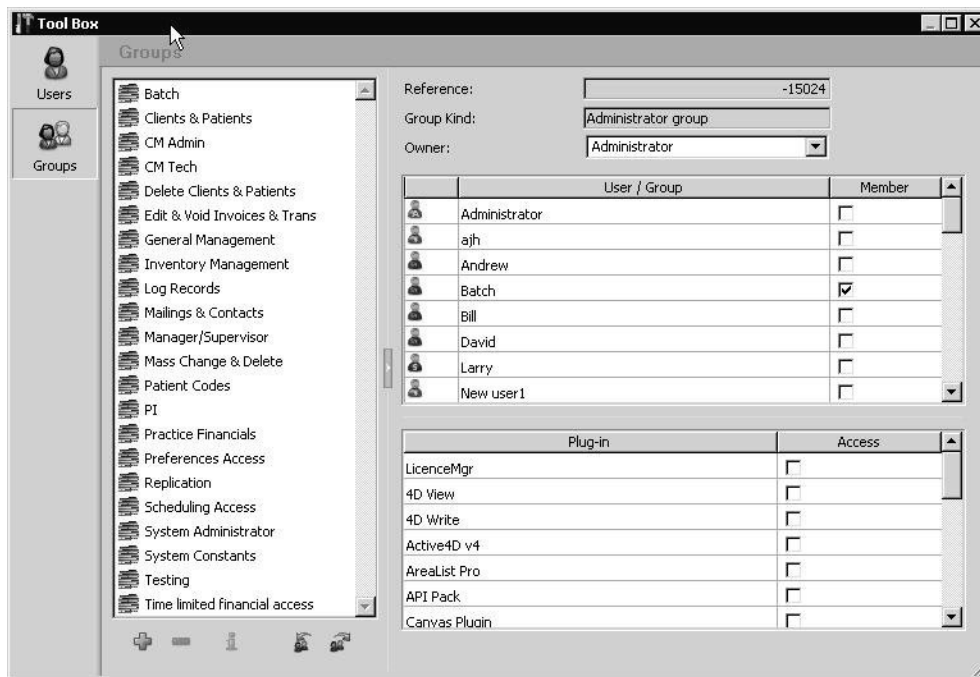 Tool Box
Groups
Users
Groups
Batch
Clients & Patients
CM Admin
CM Tech
Delete Clients & Patients
Edit & Void Invoices & Trans
General Management
Inventory Management
Log Records
Mailings & Contacts
Manager/Supervisor
Mass Change & Delete
Patient Codes
PI
Practice Financials
Preferences Access
Replication
Scheduling Access
System Administrator
System Constants
Testing
Time limited financial access
Reference: -15024
Group Kind: Administrator group
Owner: Administrator
User / Group Member
Administrator
ajh
Andrew
Batch
Bill
David
Larry
New user1
Plug-in Access
LicenceMgr
4D View
4D Write
Active4D v4
AreaList Pro
API Pack
Canvas Plugin